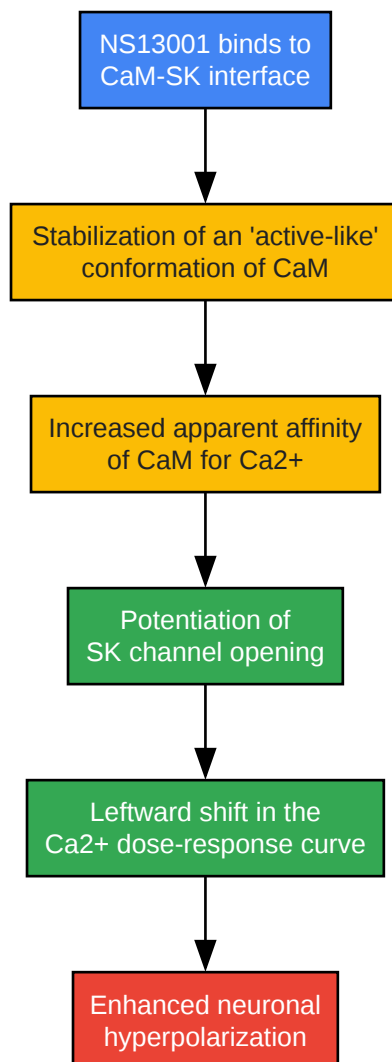 NS13001 binds to
CaM-SK interface
Stabilization of an 'active-like'
conformation of CaM
Increased apparent affinity
of CaM for Ca2+
Potentiation of
SK channel opening
Leftward shift in the
Ca2+ dose-response curve
Enhanced neuronal
hyperpolarization